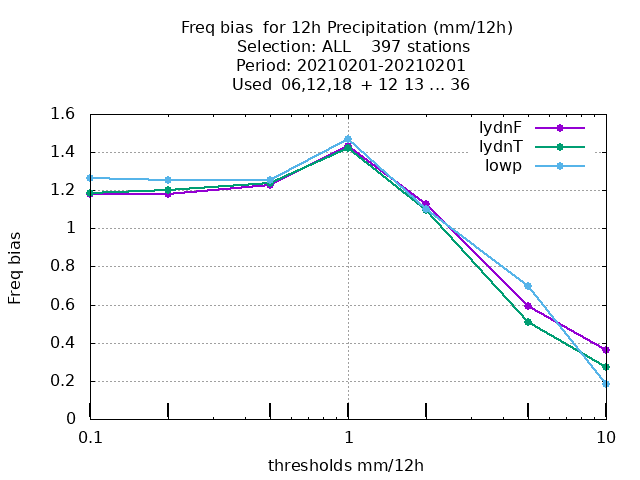 Freq bias  for 12h Precipitation (mm/12h)
Selection: ALL    397 stations
Period: 20210201-20210201
Used  06,12,18  + 12 13 ... 36
1.6
1.4
1.2
1
0.8
0.6
0.4
0.2
0
Freq bias
lydnF
lydnT
lowp
0.1
1
10
thresholds mm/12h